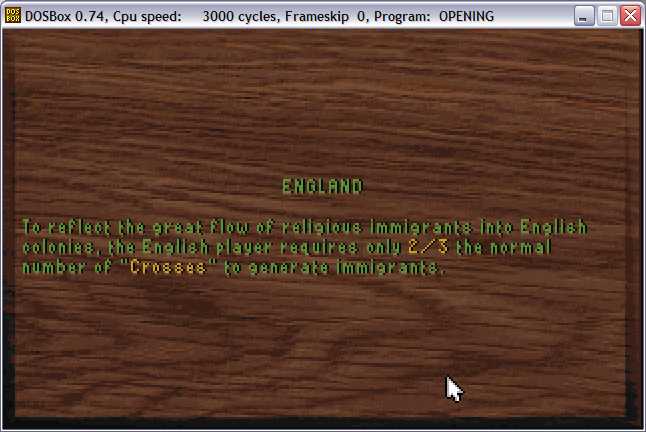 DOSBox 0.74, Cpu speed: 3000 cycles, Frameskip 0, Program: OPENING
ENGLAND
To reflect the great flow of religious immigrants into English
colonies, the English player requires only 2/3 the normal
number of "Crosses" to generate immigrants.